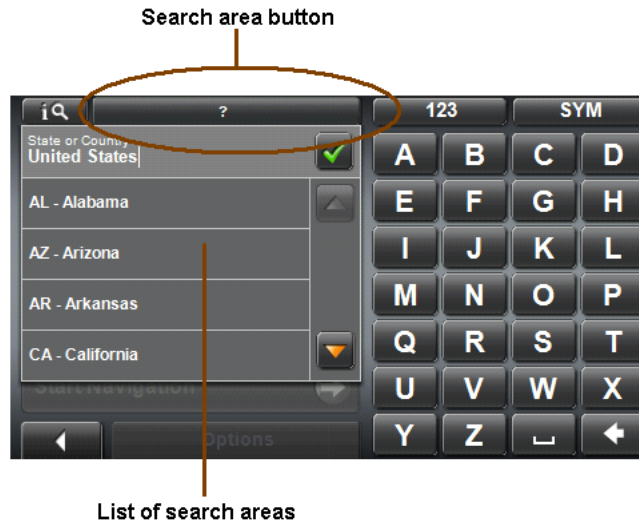 Search area button
i ? 123 SYM
State or Country
United States
A B C D
AL - Alabama
E F G H
AZ - Arizona
I J K L
AR - Arkansas
M N O P
CA - California
Q R S T
Start Navigation
U V W X
Options
Y Z
List of search areas